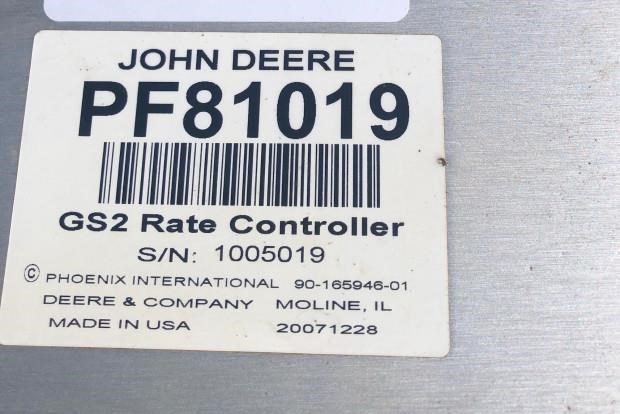 JOHN DEERE
PF81019
GS2 Rate Controller
S/N: 1005019
© PHOENIX INTERNATIONAL 90-165946-01
DEERE & COMPANY MOLINE, IL
MADE IN USA 20071228